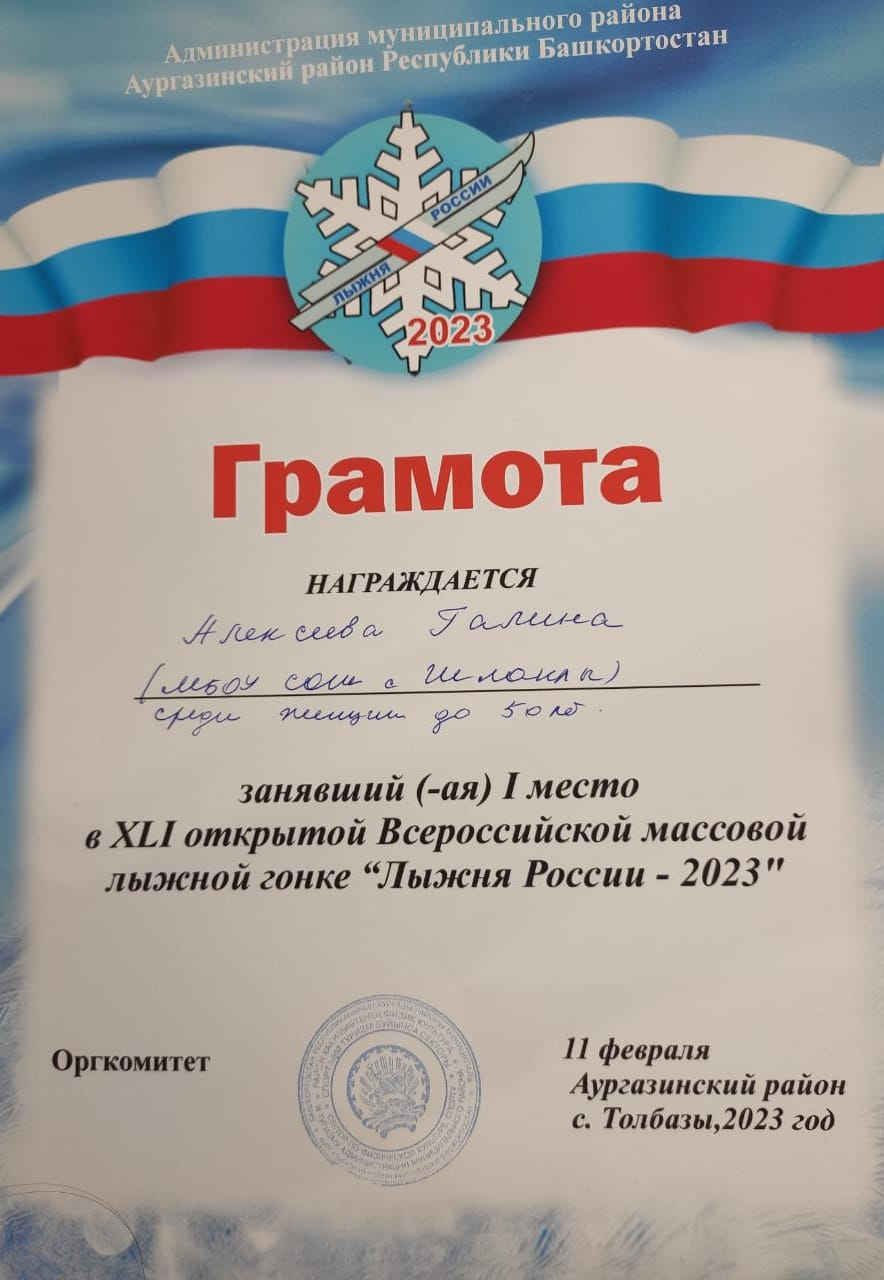 Администрация муниципального района
Аургазинский район Республики Башкортостан
РОССИИ
ЛЫЖНЯ
2023
Грамота
НАГРАЖДАЕТСЯ
Алексеева Галина
(МБОУ СОШ с Шланлы)
среди женщин до 50 лет.
занявший (-ая) I место
в XLI открытой Всероссийской массовой
лыжной гонке “Лыжня России - 2023"
Оргкомитет
11 февраля
Аургазинский район
с. Толбазы,2023 год